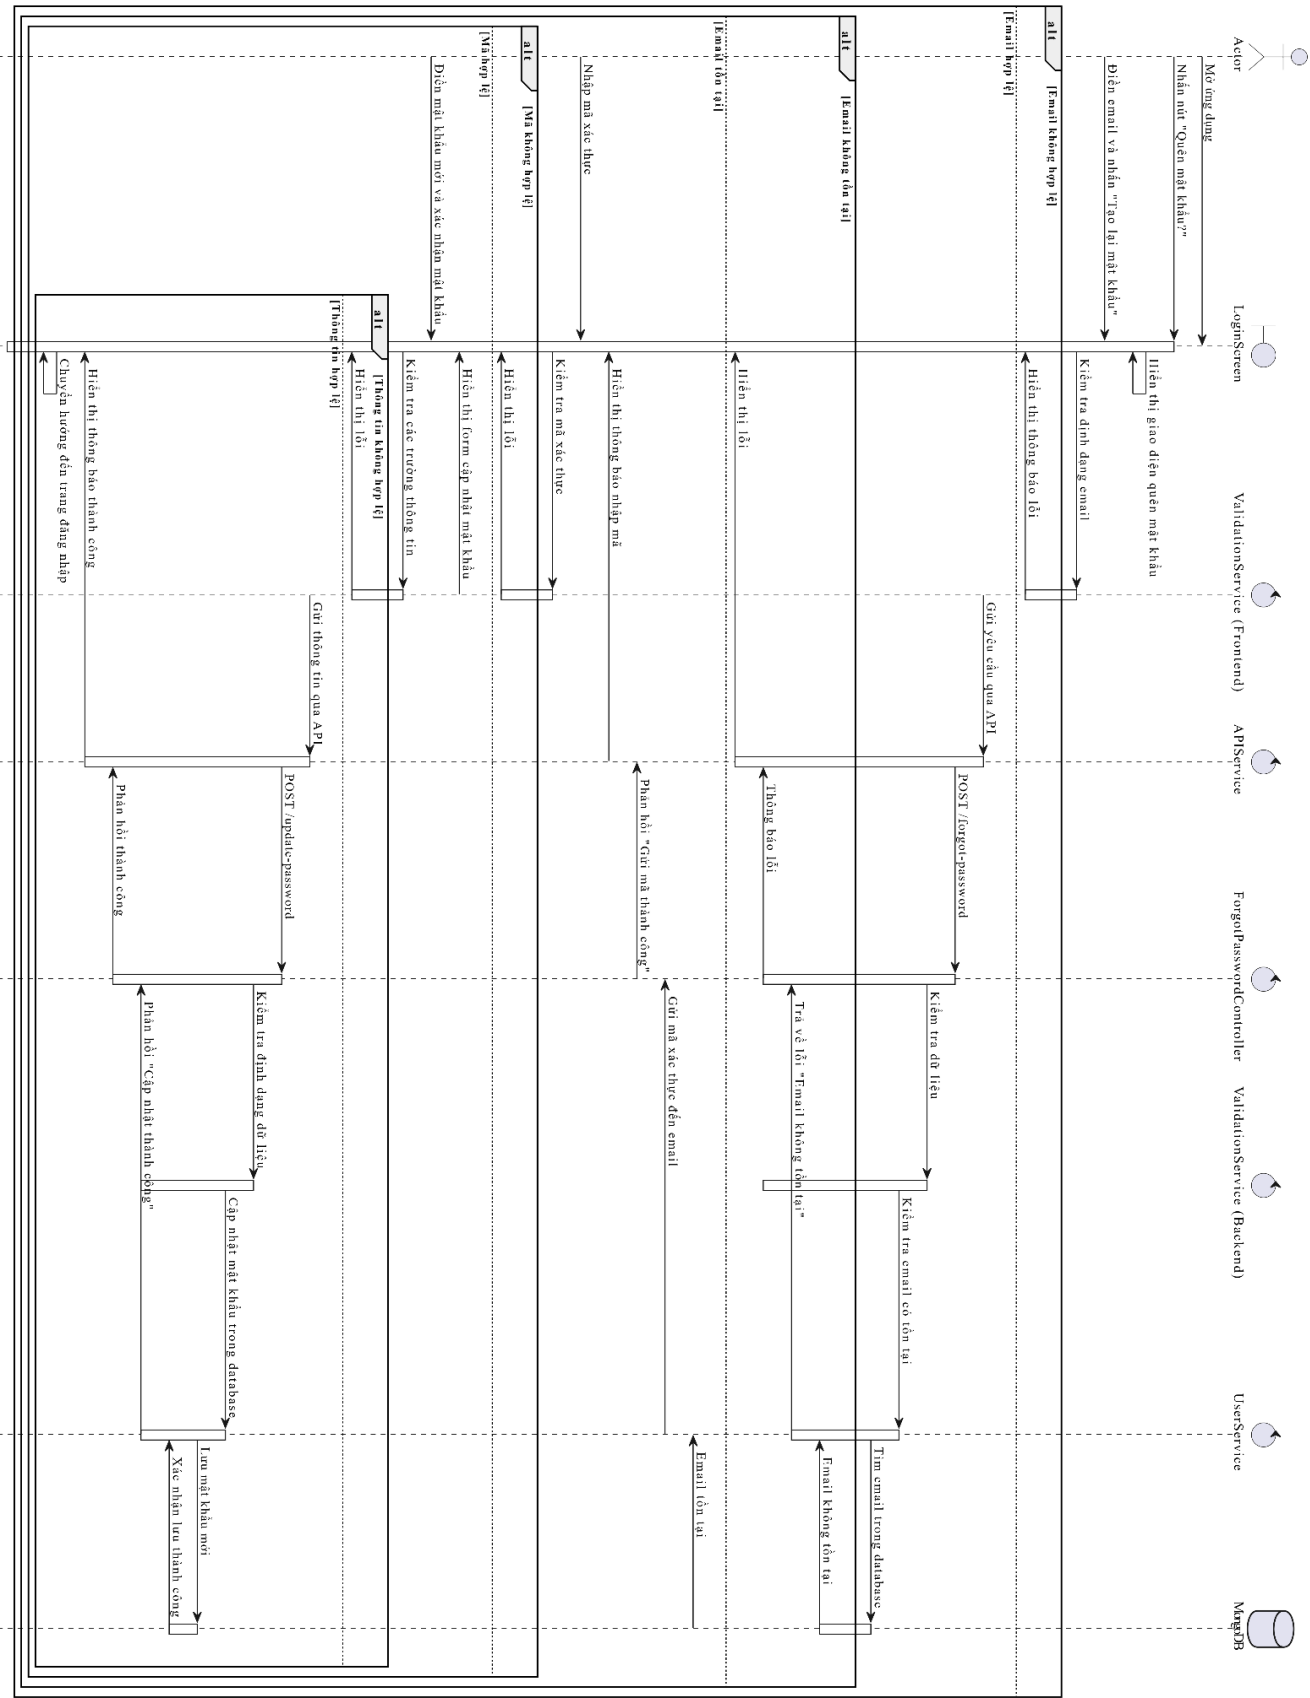 Actor
LoginScreen
ValidationService (Frontend)
APIService
ForgotPasswordController
ValidationService (Backend)
UserService
MongoDB
Mở ứng dụng
Nhấn nút "Quên mật khẩu?"
Hiển thị giao diện quên mật khẩu
Điền email và nhấn "Tạo lại mật khẩu"
Kiểm tra định dạng email
alt
[Email không hợp lệ]
Hiển thị thông báo lỗi
[Email hợp lệ]
Gửi yêu cầu qua API
POST /forgot-password
Kiểm tra dữ liệu
Kiểm tra email có tồn tại
Tìm email trong database
alt
[Email không tồn tại]
Email không tồn tại
Trả về lỗi "Email không tồn tại"
Thông báo lỗi
Hiển thị lỗi
[Email tồn tại]
Email tồn tại
Gửi mã xác thực đến email
Phản hồi "Gửi mã thành công"
Hiển thị thông báo nhập mã
Nhập mã xác thực
Kiểm tra mã xác thực
alt
[Mã không hợp lệ]
Hiển thị lỗi
[Mã hợp lệ]
Hiển thị form cập nhật mật khẩu
Điền mật khẩu mới và xác nhận mật khẩu
Kiểm tra các trường thông tin
alt
[Thông tin không hợp lệ]
Hiển thị lỗi
[Thông tin hợp lệ]
Gửi thông tin qua API
POST /update-password
Kiểm tra định dạng dữ liệu
Cập nhật mật khẩu trong database
Lưu mật khẩu mới
Xác nhận lưu thành công
Phản hồi "Cập nhật thành công"
Phản hồi thành công
Hiển thị thông báo thành công
Chuyển hướng đến trang đăng nhập